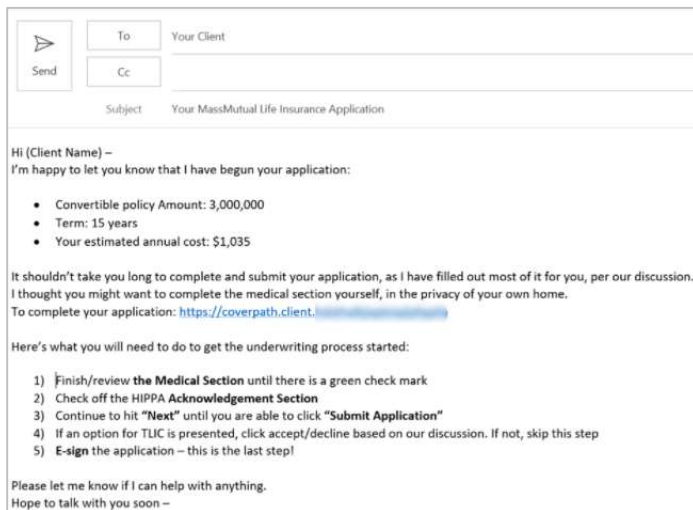 To
Your Client
Send
Cc
Subject
Your MassMutual Life Insurance Application
Hi (Client Name) –
I'm happy to let you know that I have begun your application:
• Convertible policy Amount: 3,000,000
• Term: 15 years
• Your estimated annual cost: $1,035
It shouldn't take you long to complete and submit your application, as I have filled out most of it for you, per our discussion.
I thought you might want to complete the medical section yourself, in the privacy of your own home.
To complete your application: https://coverpath.client.
Here's what you will need to do to get the underwriting process started:
1) Finish/review the Medical Section until there is a green check mark
2) Check off the HIPPA Acknowledgement Section
3) Continue to hit "Next" until you are able to click "Submit Application"
4) If an option for TLIC is presented, click accept/decline based on our discussion. If not, skip this step
5) E-sign the application – this is the last step!
Please let me know if I can help with anything.
Hope to talk with you soon –